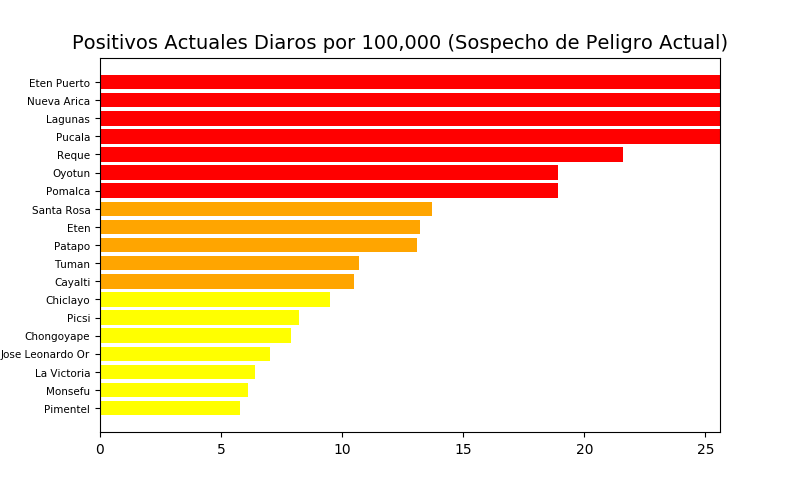 Positivos Actuales Diaros por 100,000 (Sospecho de Peligro Actual)
Eten Puerto
Nueva Arica
Lagunas
Pucala
Reque
Oyotun
Pomalca
Santa Rosa
Eten
Patapo
Tuman
Cayalti
Chiclayo
Picsi
Chongoyape
Jose Leonardo Or
La Victoria
Monsefu
Pimentel
0 5 10 15 20 25